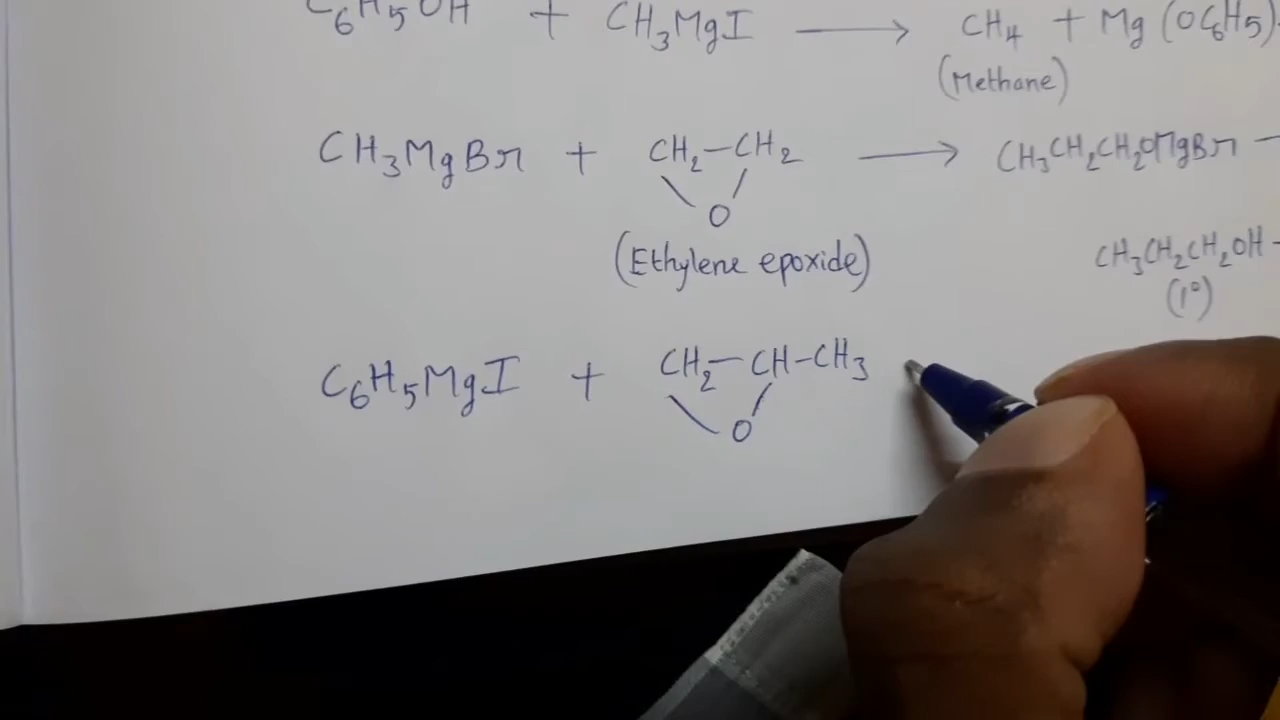 C6H5OH + CH3MgI ⟶ CH4 + Mg (OC6H5)
(Methane)
CH3MgBr + CH2-CH2 ⟶ CH3CH2CH2OMgBr -
O
(Ethylene epoxide)
CH3CH2CH2OH -
(1°)
C6H5MgI + CH2-CH-CH3
O